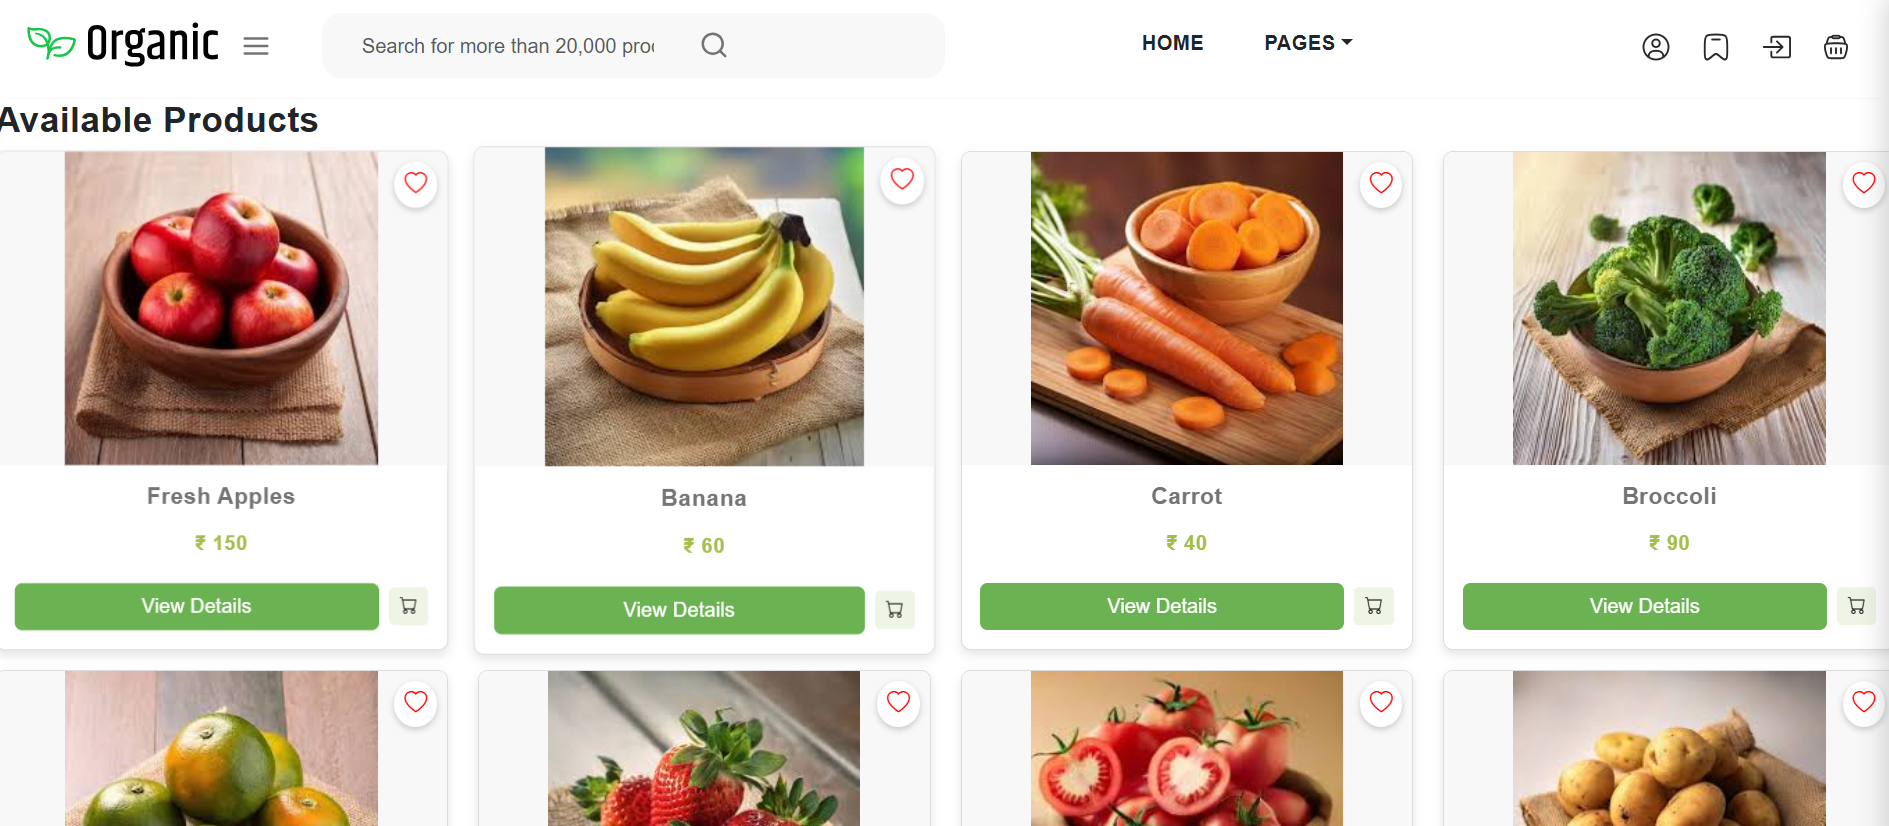 Organic
Search for more than 20,000 pro
HOME
PAGES
Available Products
Fresh Apples
₹ 150
View Details
Banana
₹ 60
View Details
Carrot
₹ 40
View Details
Broccoli
₹ 90
View Details